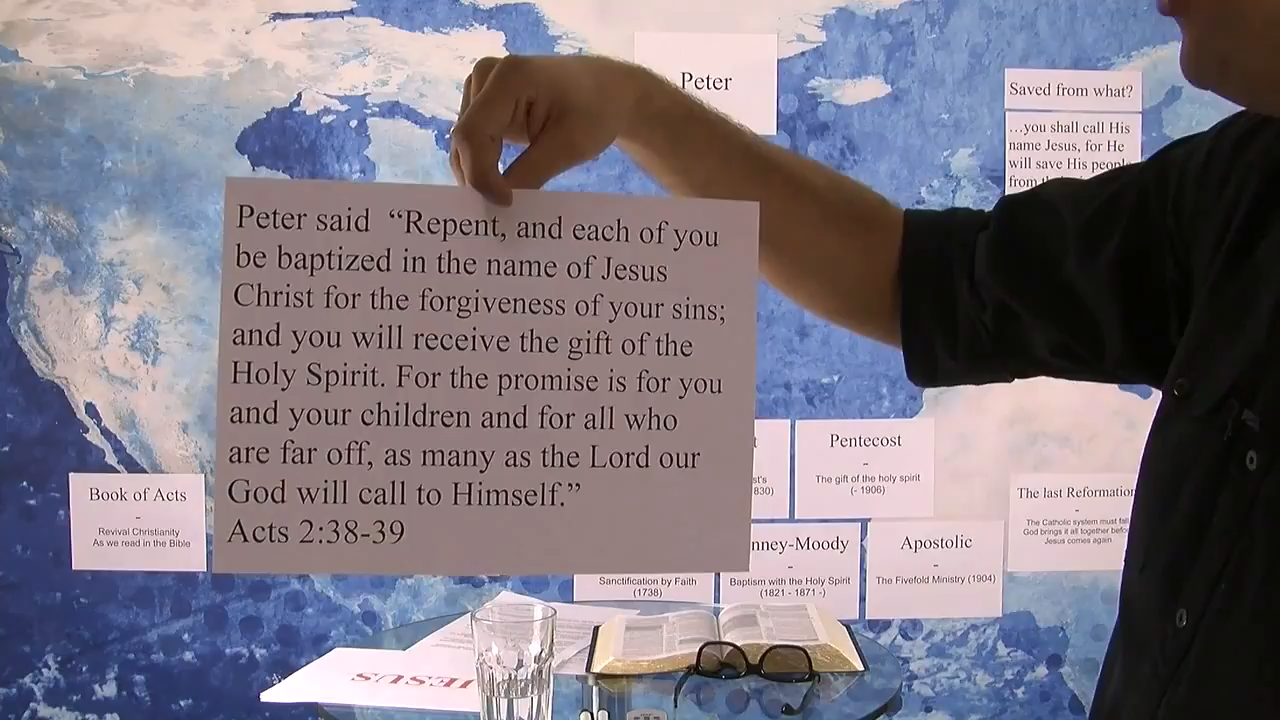 Peter
Saved from what?
…you shall call His
name Jesus, for He
will save His people
from
Peter said “Repent, and each of you
be baptized in the name of Jesus
Christ for the forgiveness of your sins;
and you will receive the gift of the
Holy Spirit. For the promise is for you
and your children and for all who
are far off, as many as the Lord our
God will call to Himself.”
Acts 2:38-39
Book of Acts
-
Revival Christianity
As we read in the Bible
Pentecost
-
The gift of the holy spirit
(- 1906)
The last Reformation
-
The Catholic system must fall
God brings it all together before
Jesus comes again
Sanctification by Faith
(1738)
nney-Moody
-
Baptism with the Holy Spirit
(1821 - 1871 -)
Apostolic
-
The Fivefold Ministry (1904)
JESUS